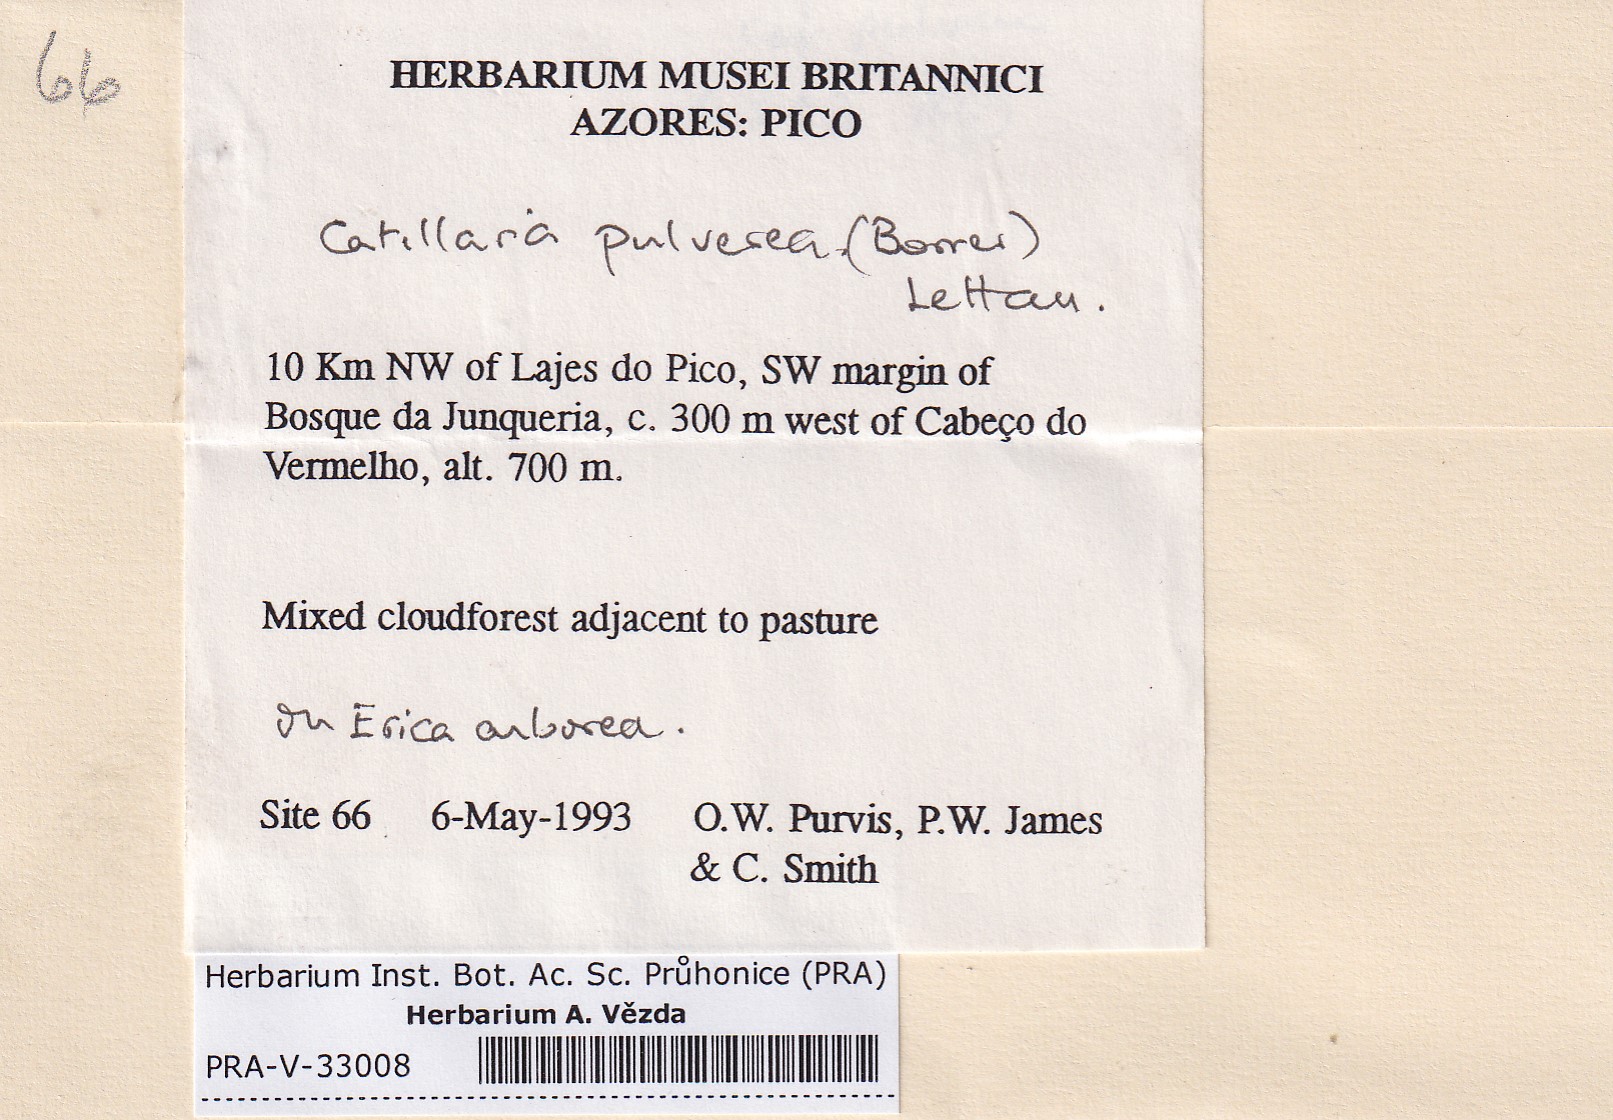 66
HERBARIUM MUSEI BRITANNICI
AZORES: PICO
Catillaria pulverea (Borrer)
Lettau.
10 Km NW of Lajes do Pico, SW margin of
Bosque da Junqueria, c. 300 m west of Cabeço do
Vermelho, alt. 700 m.
Mixed cloudforest adjacent to pasture
On Erica arborea.
Site 66 6-May-1993 O.W. Purvis, P.W. James
& C. Smith
Herbarium Inst. Bot. Ac. Sc. Průhonice (PRA)
Herbarium A. Vězda
PRA-V-33008